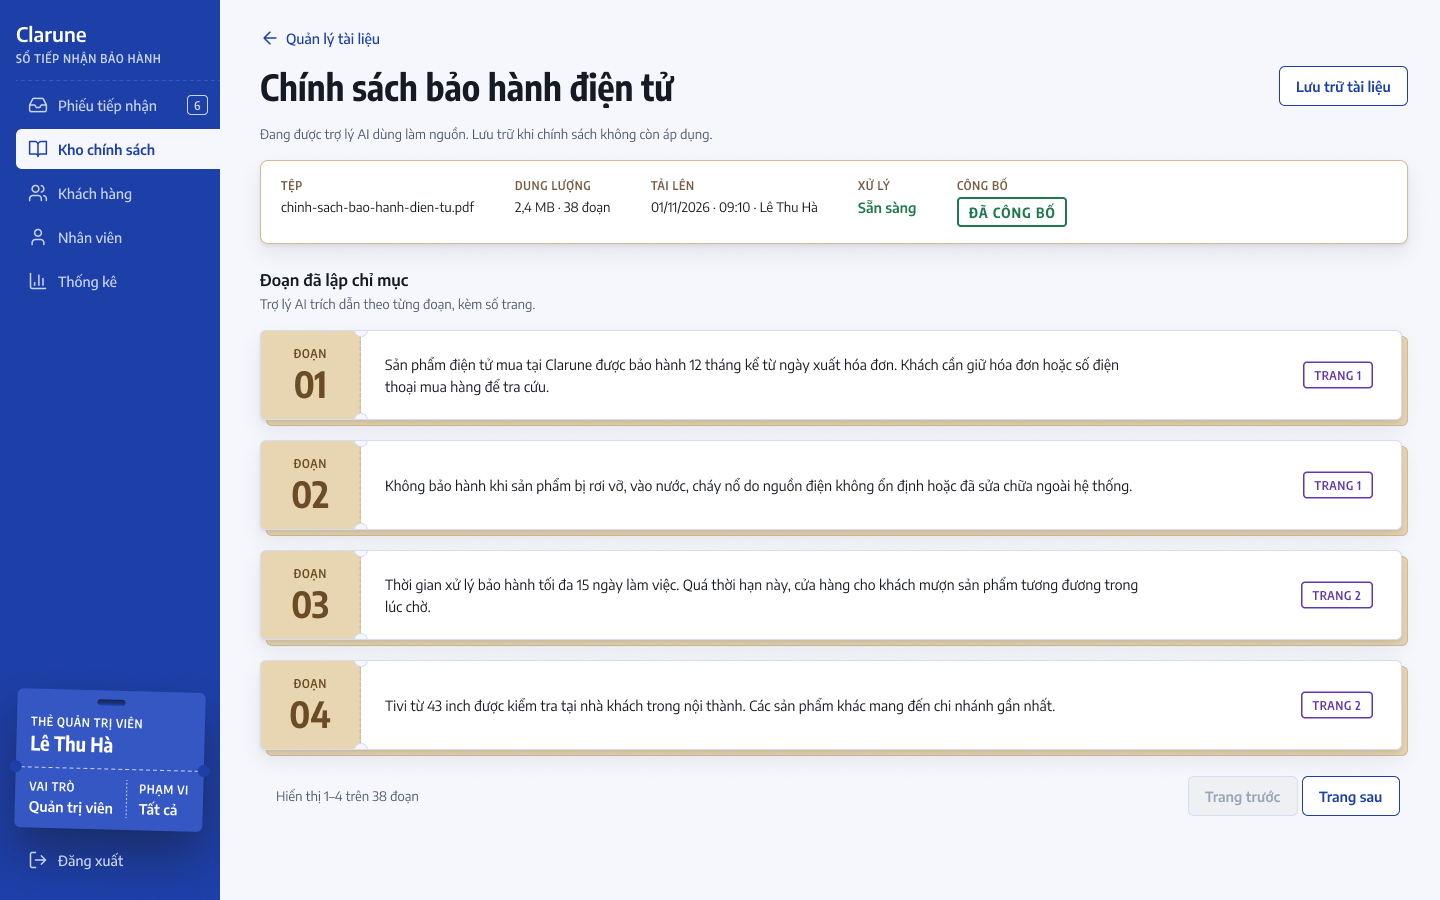 Clarune
SỔ TIẾP NHẬN BẢO HÀNH
Phiếu tiếp nhận 6
Kho chính sách
Khách hàng
Nhân viên
Thống kê
THẺ QUẢN TRỊ VIÊN
Lê Thu Hà
VAI TRÒ PHẠM VI
Quản trị viên Tất cả
Đăng xuất
Quản lý tài liệu
Chính sách bảo hành điện tử
Lưu trữ tài liệu
Đang được trợ lý AI dùng làm nguồn. Lưu trữ khi chính sách không còn áp dụng.
TỆP DUNG LƯỢNG TẢI LÊN XỬ LÝ CÔNG BỐ
chinh-sach-bao-hanh-dien-tu.pdf 2,4 MB · 38 đoạn 01/11/2026 · 09:10 · Lê Thu Hà Sẵn sàng ĐÃ CÔNG BỐ
Đoạn đã lập chỉ mục
Trợ lý AI trích dẫn theo từng đoạn, kèm số trang.
ĐOẠN
01
Sản phẩm điện tử mua tại Clarune được bảo hành 12 tháng kể từ ngày xuất hóa đơn. Khách cần giữ hóa đơn hoặc số điện
thoại mua hàng để tra cứu.
TRANG 1
ĐOẠN
02
Không bảo hành khi sản phẩm bị rơi vỡ, vào nước, cháy nổ do nguồn điện không ổn định hoặc đã sửa chữa ngoài hệ thống.
TRANG 1
ĐOẠN
03
Thời gian xử lý bảo hành tối đa 15 ngày làm việc. Quá thời hạn này, cửa hàng cho khách mượn sản phẩm tương đương trong
lúc chờ.
TRANG 2
ĐOẠN
04
Tivi từ 43 inch được kiểm tra tại nhà khách trong nội thành. Các sản phẩm khác mang đến chi nhánh gần nhất.
TRANG 2
Hiển thị 1–4 trên 38 đoạn
Trang trước
Trang sau